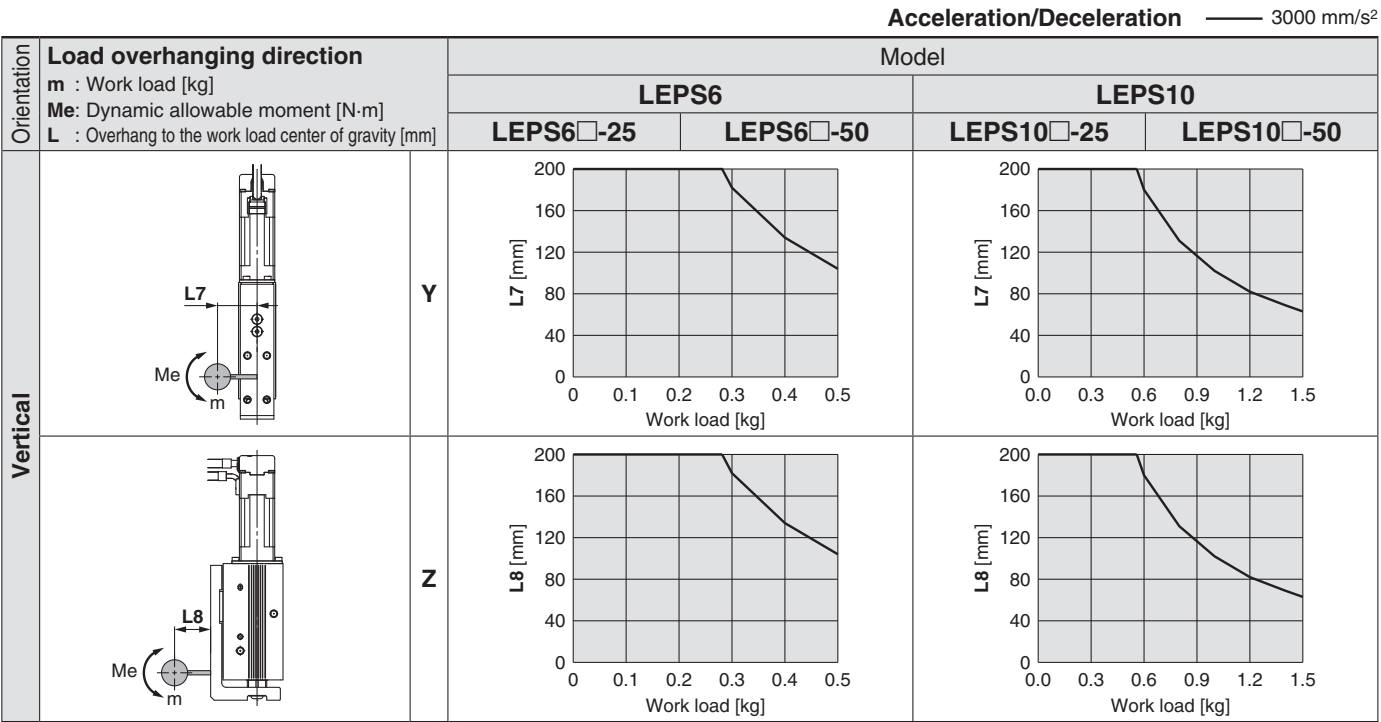 Acceleration/Deceleration 3000 mm/s²
Orientation
Load overhanging direction
m : Work load [kg]
Me: Dynamic allowable moment [N·m]
L : Overhang to the work load center of gravity [mm]
Model
LEPS6
LEPS10
LEPS6□-25
LEPS6□-50
LEPS10□-25
LEPS10□-50
Vertical
L7
Me
m
Y
L7 [mm]
200
160
120
80
40
0
0 0.1 0.2 0.3 0.4 0.5
Work load [kg]
L7 [mm]
200
160
120
80
40
0
0.0 0.3 0.6 0.9 1.2 1.5
Work load [kg]
L8
Me
m
Z
L8 [mm]
200
160
120
80
40
0
0 0.1 0.2 0.3 0.4 0.5
Work load [kg]
L8 [mm]
200
160
120
80
40
0
0.0 0.3 0.6 0.9 1.2 1.5
Work load [kg]